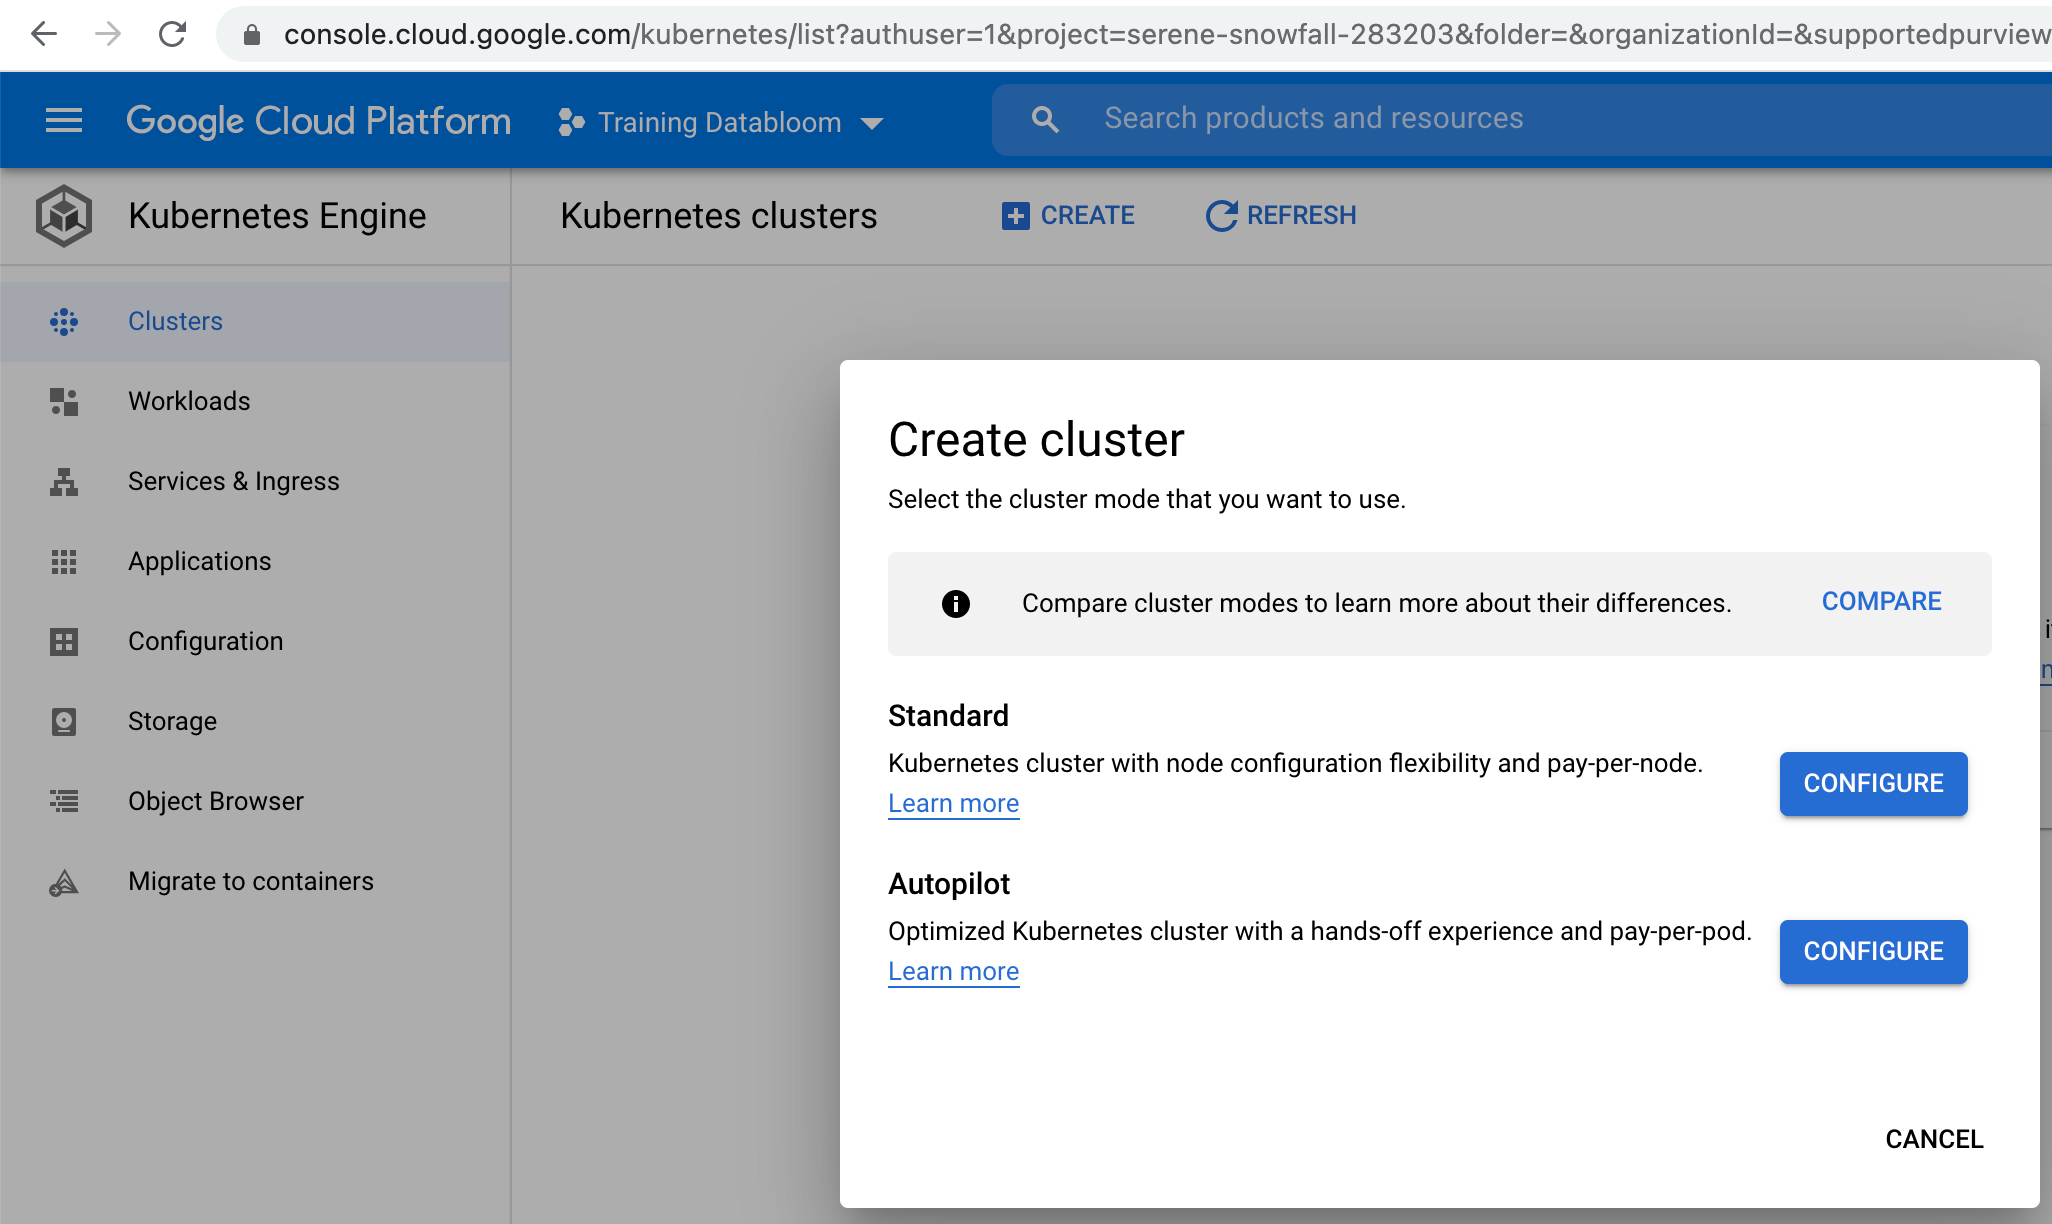 console.cloud.google.com/kubernetes/list?authuser=1&project=serene-snowfall-283203&folder=&organizationId=&supportedpurview
Google Cloud Platform
Training Databloom
Search products and resources
Kubernetes Engine
Kubernetes clusters
CREATE
REFRESH
Clusters
Workloads
Services & Ingress
Applications
Configuration
Storage
Object Browser
Migrate to containers
Create cluster
Select the cluster mode that you want to use.
Compare cluster modes to learn more about their differences.
COMPARE
Standard
Kubernetes cluster with node configuration flexibility and pay-per-node.
Learn more
CONFIGURE
Autopilot
Optimized Kubernetes cluster with a hands-off experience and pay-per-pod.
Learn more
CONFIGURE
CANCEL